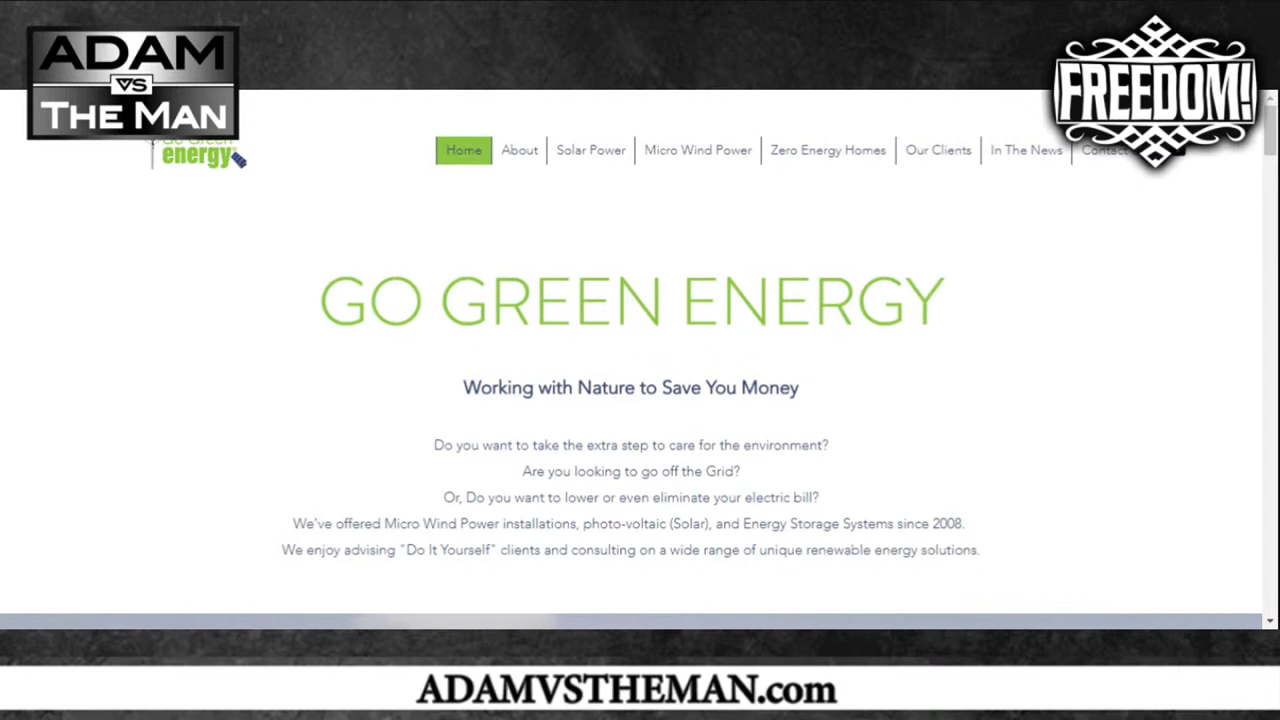 ADAM
VS
THE MAN
FREEDOM!
Go Green
energy
Home About Solar Power Micro Wind Power Zero Energy Homes Our Clients In The News Contact
GO GREEN ENERGY
Working with Nature to Save You Money
Do you want to take the extra step to care for the environment?
Are you looking to go off the Grid?
Or, Do you want to lower or even eliminate your electric bill?
We've offered Micro Wind Power installations, photo-voltaic (Solar), and Energy Storage Systems since 2008.
We enjoy advising "Do It Yourself" clients and consulting on a wide range of unique renewable energy solutions.
ADAMVSTHEMAN.com